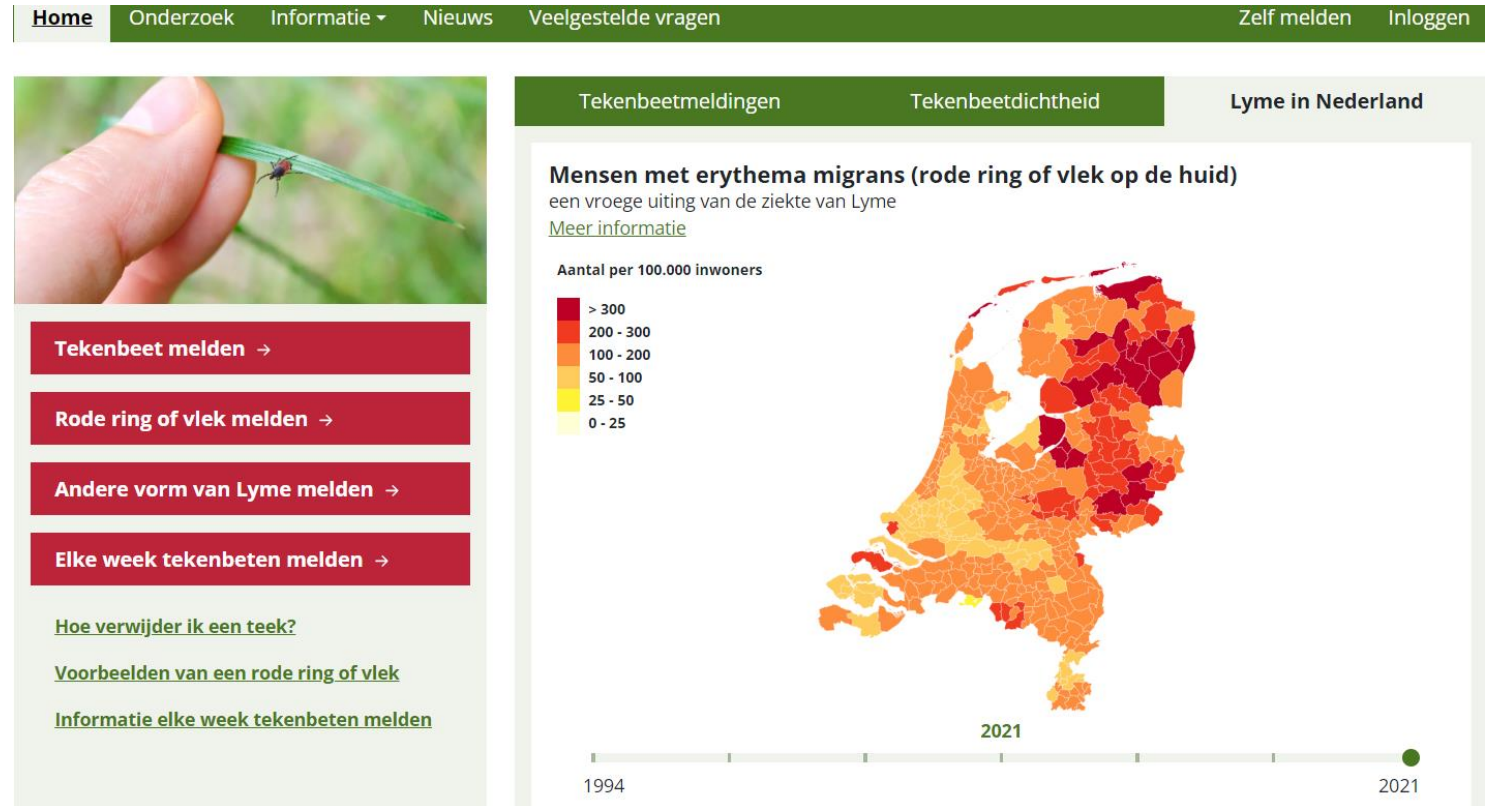 Home Onderzoek Informatie Nieuws Veelgestelde vragen Zelf melden Inloggen
Tekenbeet melden →
Rode ring of vlek melden →
Andere vorm van Lyme melden →
Elke week tekenbeten melden →
Hoe verwijder ik een teek?
Voorbeelden van een rode ring of vlek
Informatie elke week tekenbeten melden
Tekenbeetmeldingen Tekenbeetdichtheid Lyme in Nederland
Mensen met erythema migrans (rode ring of vlek op de huid)
een vroege uiting van de ziekte van Lyme
Meer informatie
Aantal per 100.000 inwoners
> 300
200 - 300
100 - 200
50 - 100
25 - 50
0 - 25
2021
1994 2021